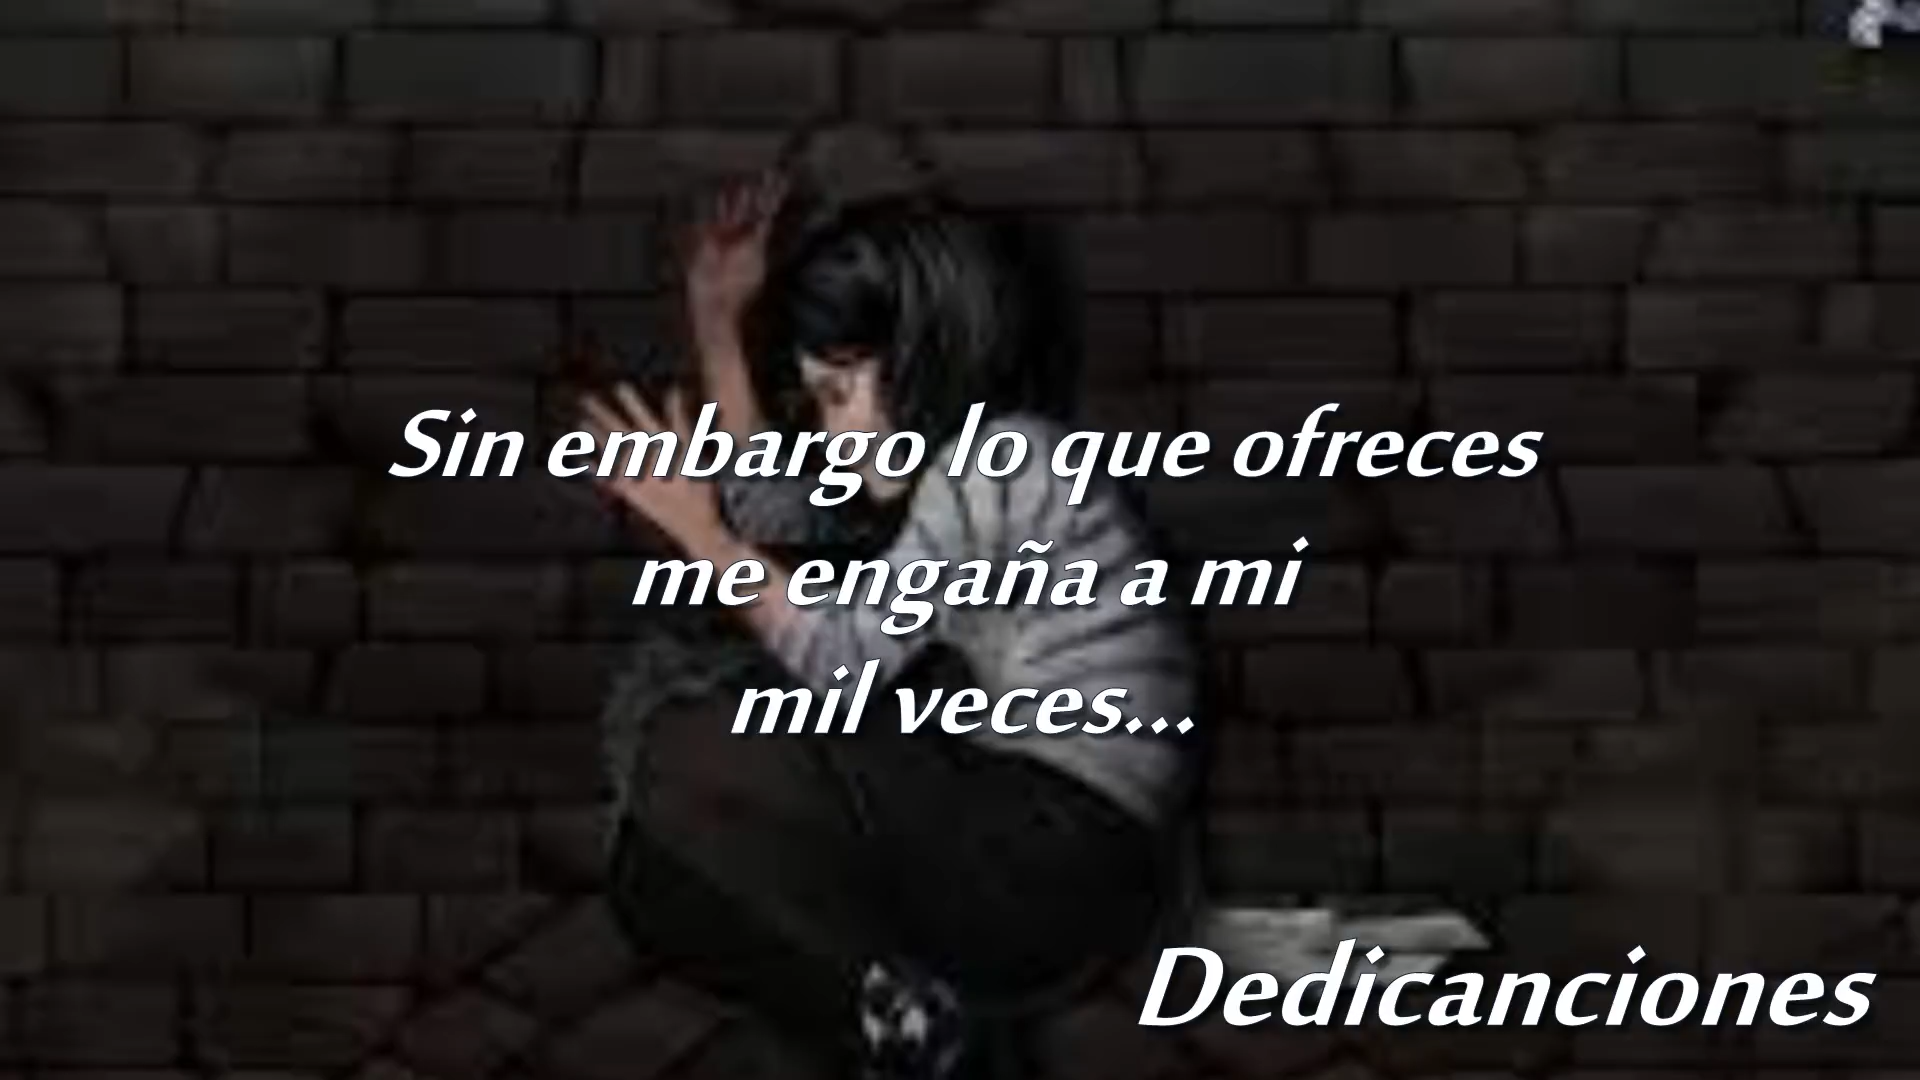 Sin embargo lo que ofreces
me engaña a mi
mil veces...
Dedicanciones